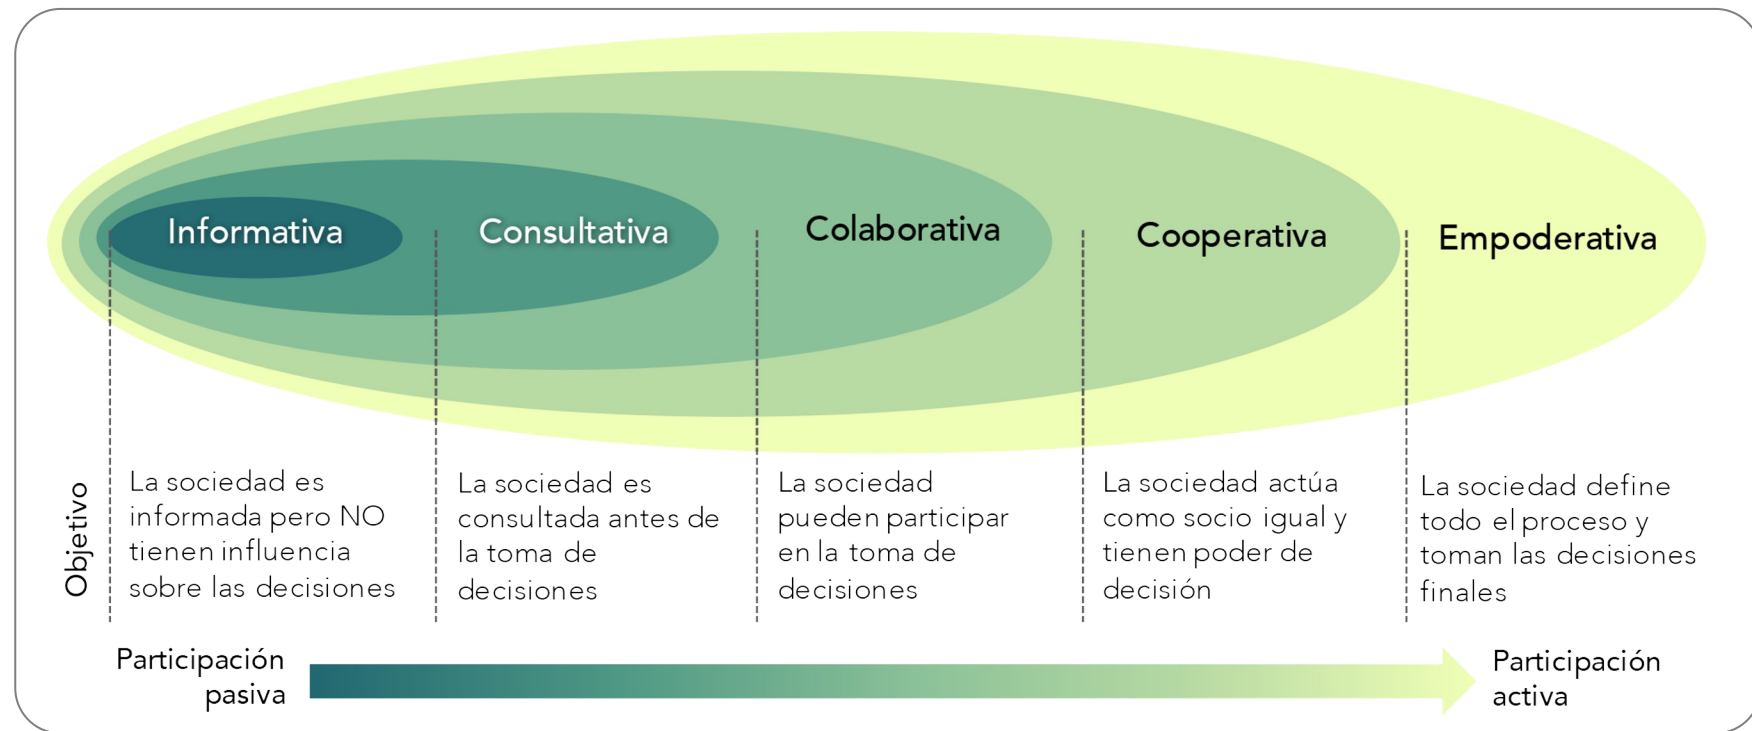 Informativa
Consultativa
Colaborativa
Cooperativa
Empoderativa
Objetivo
La sociedad es
informada pero NO
tienen influencia
sobre las decisiones
La sociedad es
consultada antes de
la toma de
decisiones
La sociedad
pueden participar
en la toma de
decisiones
La sociedad actúa
como socio igual y
tienen poder de
decisión
La sociedad define
todo el proceso y
toman las decisiones
finales
Participación
pasiva
Participación
activa